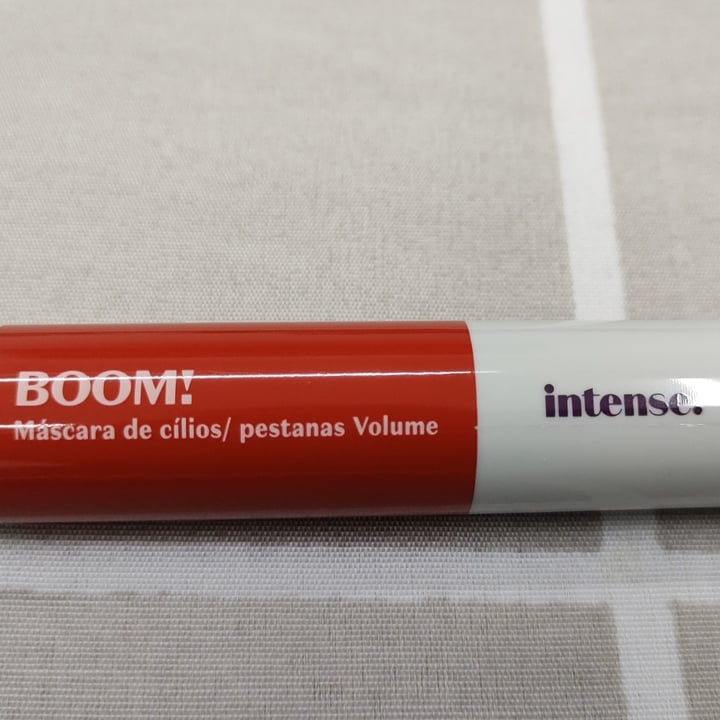 BOOM!
Máscara de cílios/ pestanas Volume
intense.